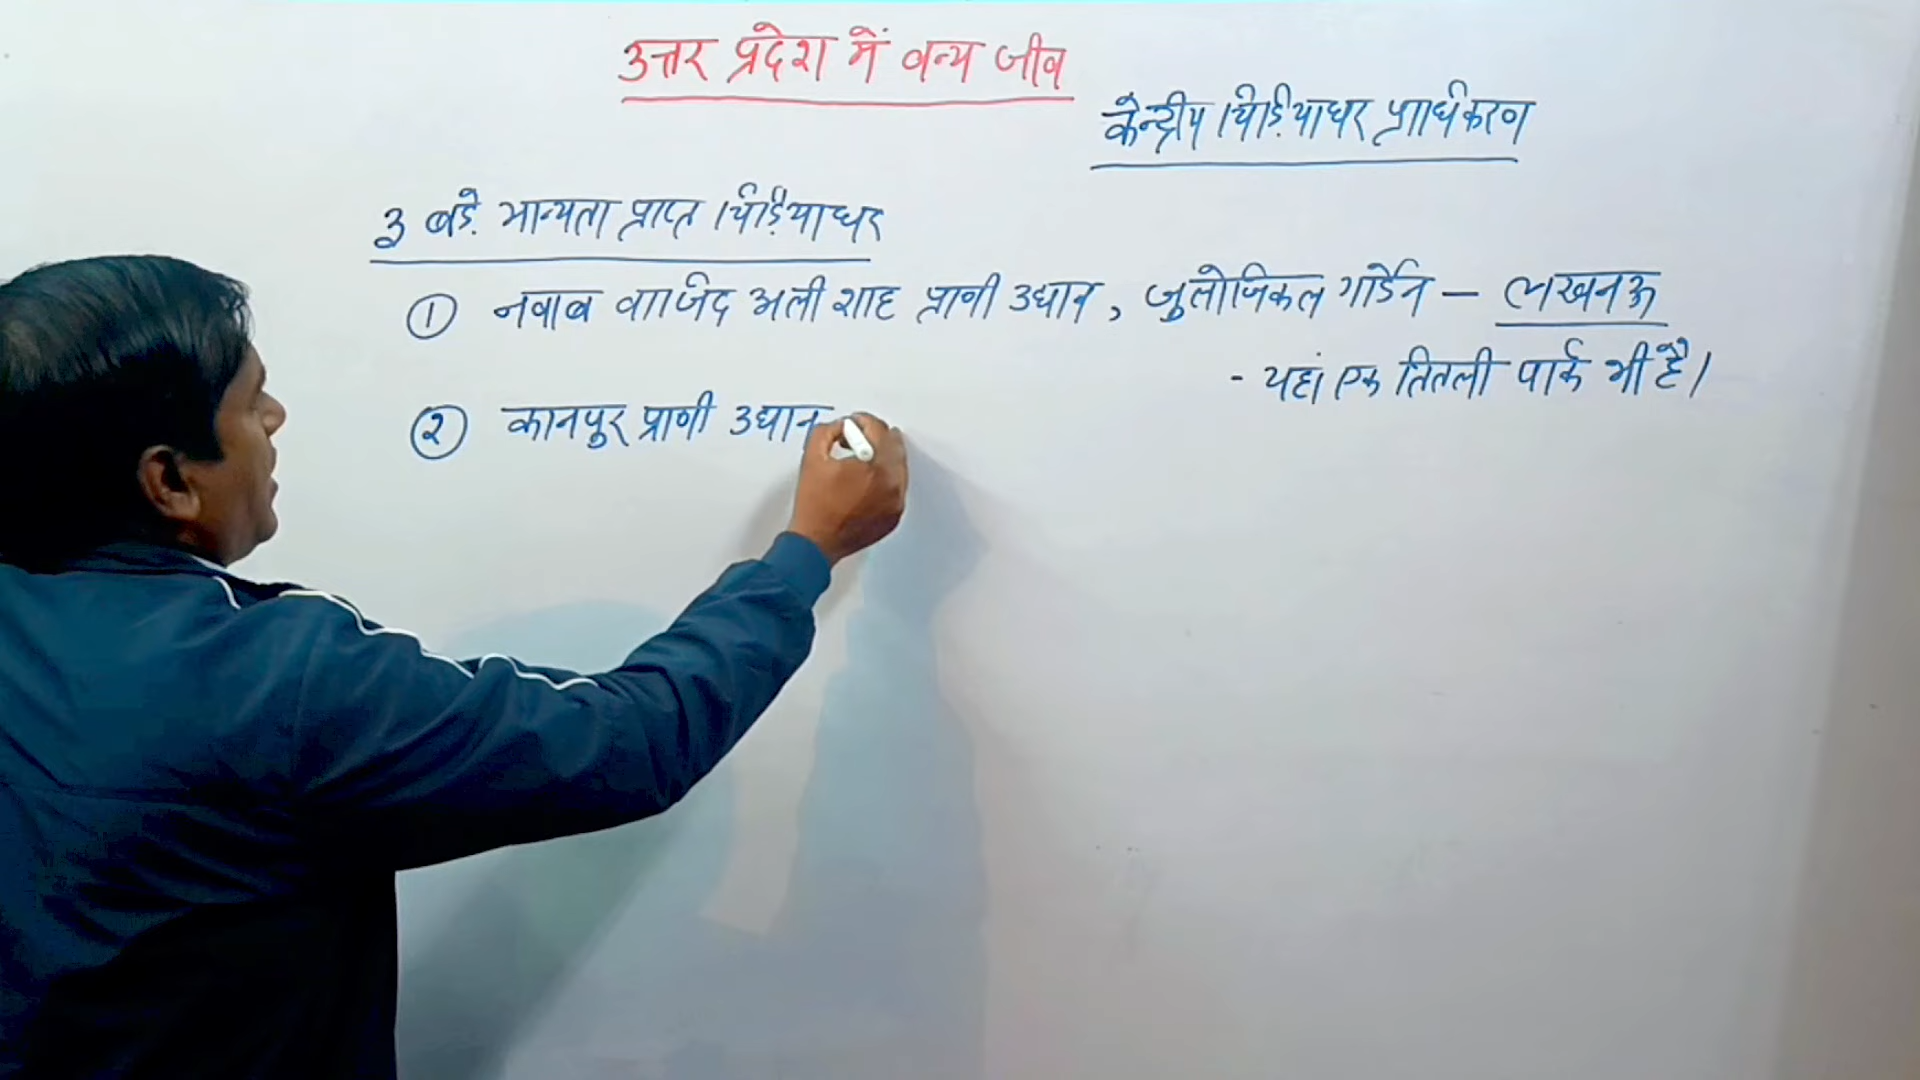 उत्तर प्रदेश में वन्य जीव
केन्द्रीय चिड़ियाघर प्राधिकरण
3 बड़े मान्यता प्राप्त चिड़ियाघर
① नवाब वाजिद अली शाह प्राणी उद्यान, जुलोजिकल गार्डेन – लखनऊ
- यहां एक तितली पार्क भी है।
② कानपुर प्राणी उद्यान